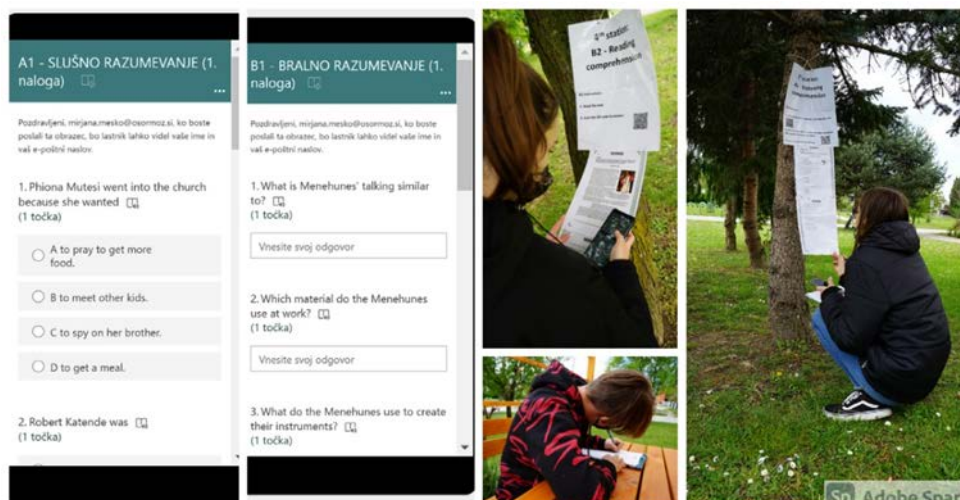 A1 - SLUŠNO RAZUMEVANJE (1.
naloga)
Pozdravljeni, mirjana.mesko@osormoz.si, ko boste
poslali ta obrazec, bo lastnik lahko videl vaše ime in
vaš e-poštni naslov.
1. Phiona Mutesi went into the church
because she wanted
(1 točka)
A to pray to get more
food.
B to meet other kids.
C to spy on her brother.
D to get a meal.
2. Robert Katende was
(1 točka)
B1 - BRALNO RAZUMEVANJE (1.
naloga)
Pozdravljeni, mirjana.mesko@osormoz.si, ko boste
poslali ta obrazec, bo lastnik lahko videl vaše ime in
vaš e-poštni naslov.
1. What is Menehunes' talking similar
to?
(1 točka)
Vnesite svoj odgovor
2. Which material do the Menehunes
use at work?
(1 točka)
Vnesite svoj odgovor
3. What do the Menehunes use to create
their instruments?
(1 točka)
4th station
B2 - Reading
comprehension
station
comprehension
Adobe Spar